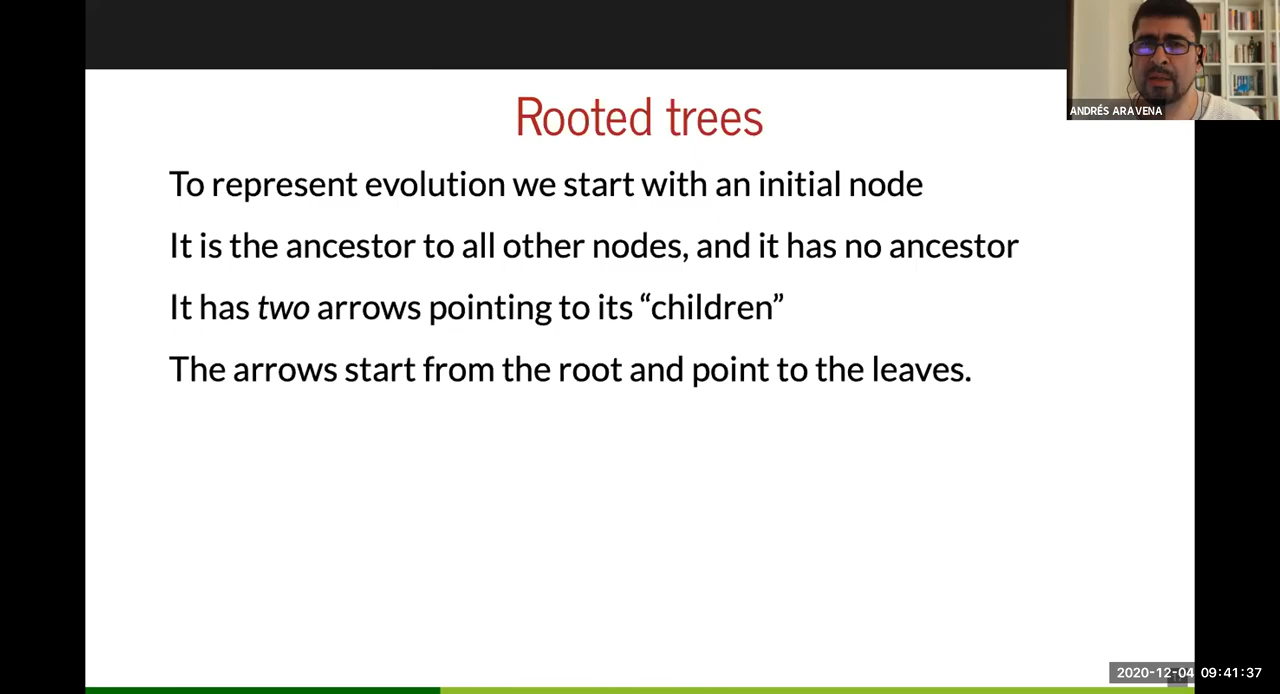 ANDRÉS ARAVENA
Rooted trees
To represent evolution we start with an initial node
It is the ancestor to all other nodes, and it has no ancestor
It has two arrows pointing to its “children”
The arrows start from the root and point to the leaves.
2020-12-04 09:41:37